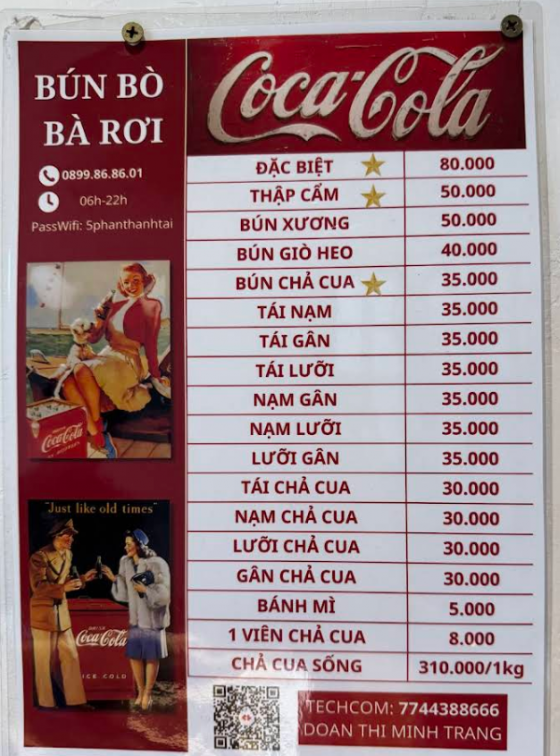 BÚN BÒ
BÀ RƠI
0899.86.86.01
06h-22h
PassWifi: 5phanthanhtai
Coca-Cola
ĐẶC BIỆT 80.000
THẬP CẨM 50.000
BÚN XƯƠNG 50.000
BÚN GIÒ HEO 40.000
BÚN CHẢ CUA 35.000
TÁI NẠM 35.000
TÁI GÂN 35.000
TÁI LƯỠI 35.000
NẠM GÂN 35.000
NẠM LƯỠI 35.000
LƯỠI GÂN 35.000
TÁI CHẢ CUA 30.000
NẠM CHẢ CUA 30.000
LƯỠI CHẢ CUA 30.000
GÂN CHẢ CUA 30.000
BÁNH MÌ 5.000
1 VIÊN CHẢ CUA 8.000
CHẢ CUA SỐNG 310.000/1kg
Coca-Cola
"Just like old times"
Coca-Cola
ICE COLD
TECHCOM: 7744388666
DOAN THI MINH TRANG